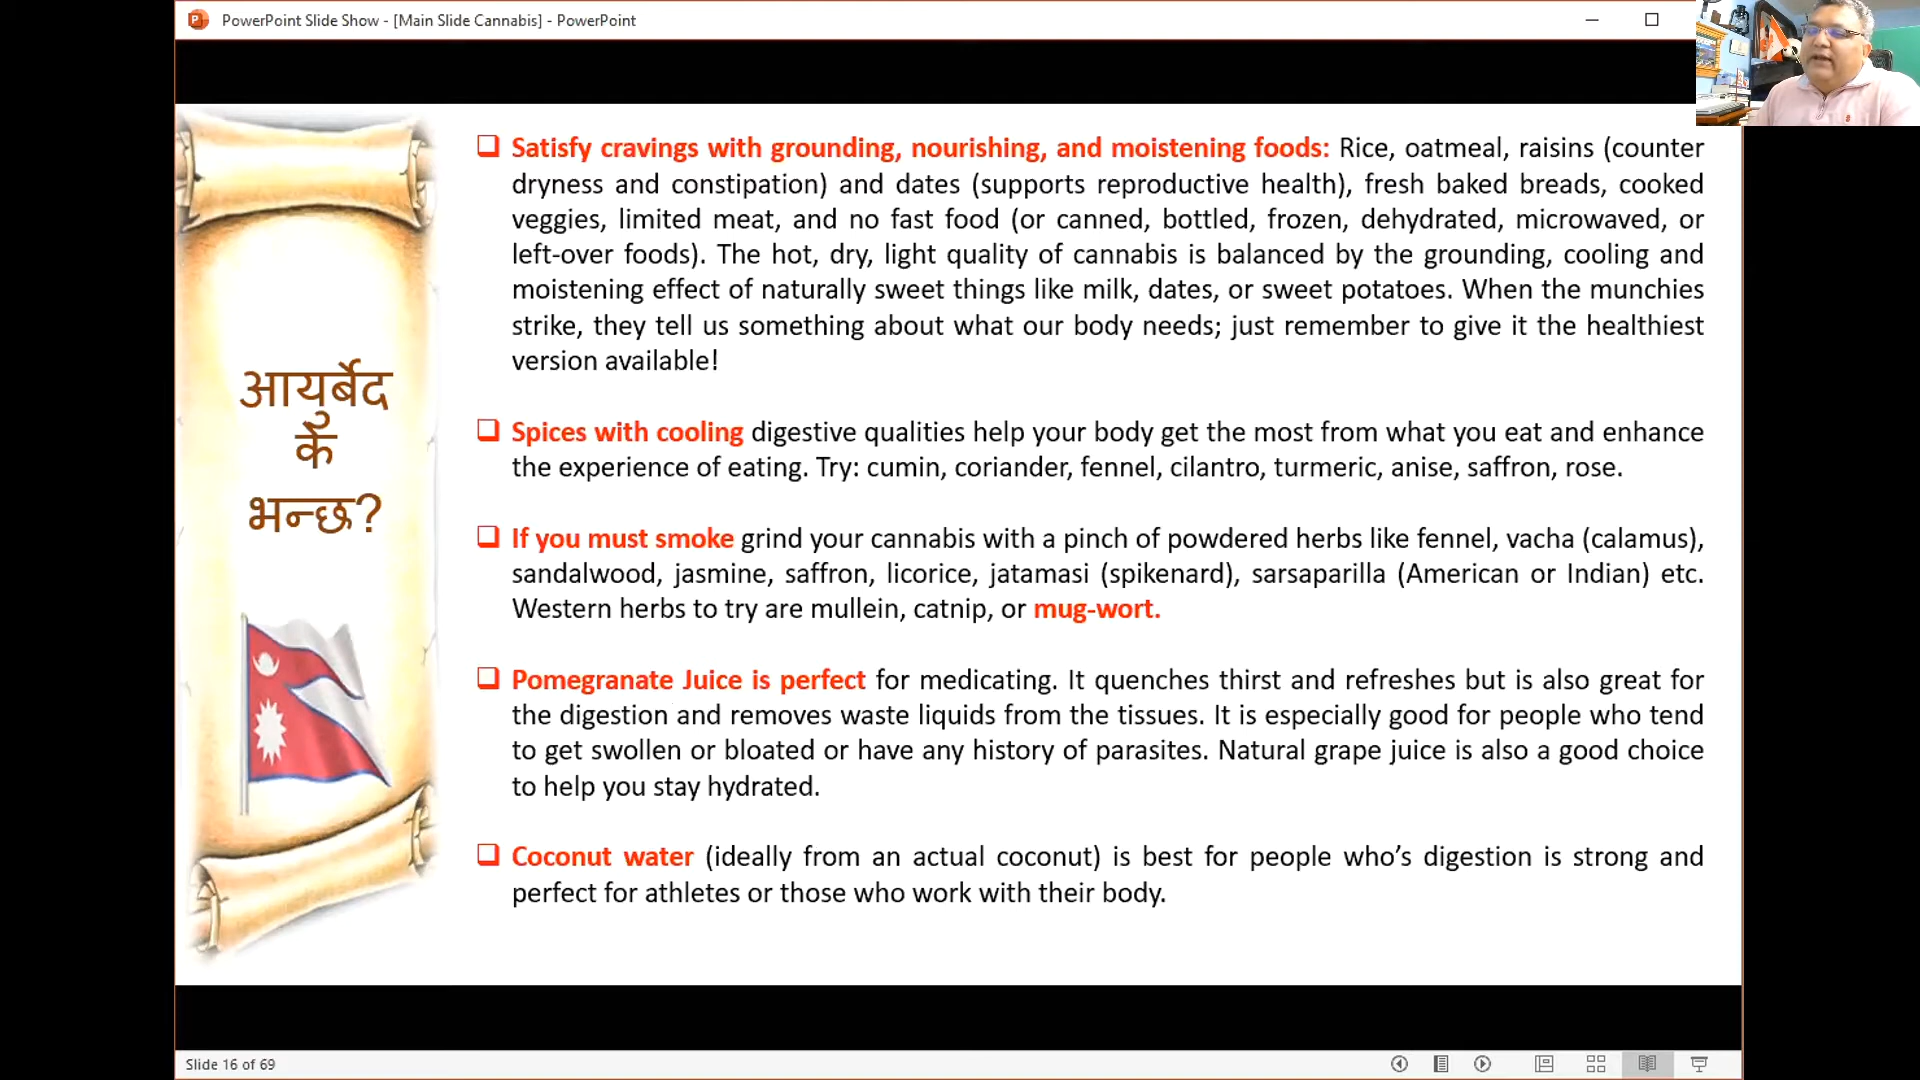 PowerPoint Slide Show - [Main Slide Cannabis] - PowerPoint
❑ Satisfy cravings with grounding, nourishing, and moistening foods: Rice, oatmeal, raisins (counter
dryness and constipation) and dates (supports reproductive health), fresh baked breads, cooked
veggies, limited meat, and no fast food (or canned, bottled, frozen, dehydrated, microwaved, or
left-over foods). The hot, dry, light quality of cannabis is balanced by the grounding, cooling and
moistening effect of naturally sweet things like milk, dates, or sweet potatoes. When the munchies
strike, they tell us something about what our body needs; just remember to give it the healthiest
version available!
❑ Spices with cooling digestive qualities help your body get the most from what you eat and enhance
the experience of eating. Try: cumin, coriander, fennel, cilantro, turmeric, anise, saffron, rose.
❑ If you must smoke grind your cannabis with a pinch of powdered herbs like fennel, vacha (calamus),
sandalwood, jasmine, saffron, licorice, jatamasi (spikenard), sarsaparilla (American or Indian) etc.
Western herbs to try are mullein, catnip, or mug-wort.
❑ Pomegranate Juice is perfect for medicating. It quenches thirst and refreshes but is also great for
the digestion and removes waste liquids from the tissues. It is especially good for people who tend
to get swollen or bloated or have any history of parasites. Natural grape juice is also a good choice
to help you stay hydrated.
❑ Coconut water (ideally from an actual coconut) is best for people who's digestion is strong and
perfect for athletes or those who work with their body.
आयुर्बेद
के
भन्छ?
Slide 16 of 69